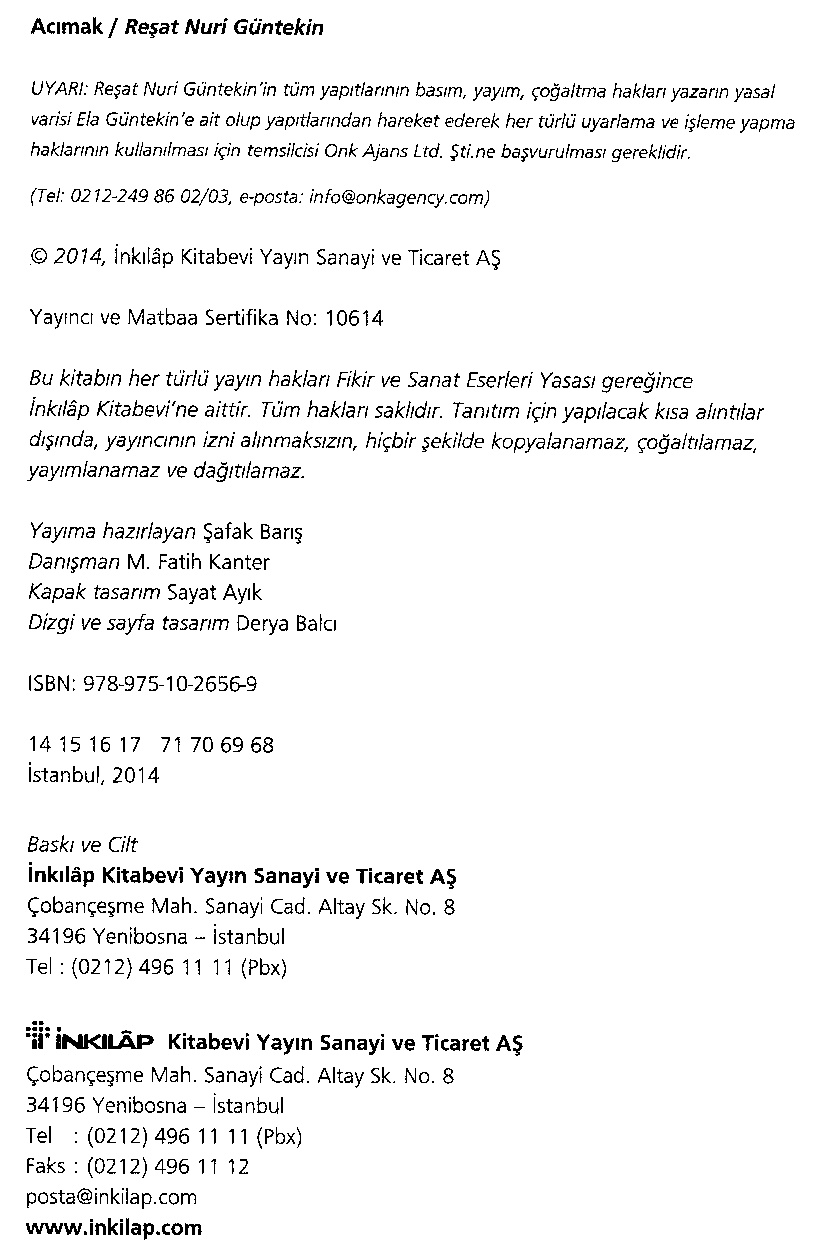 Acımak / Reşat Nuri Güntekin
UYARI: Reşat Nuri Güntekin'in tüm yapıtlarının basım, yayım, çoğaltma hakları yazarın yasal
varisi Ela Güntekin'e ait olup yapıtlarından hareket ederek her türlü uyarlama ve işleme yapma
haklarının kullanılması için temsilcisi Onk Ajans Ltd. Şti.ne başvurulması gereklidir.
(Tel: 0212-249 86 02/03, e-posta: info@onkagency.com)
© 2014, İnkılâp Kitabevi Yayın Sanayi ve Ticaret AŞ
Yayıncı ve Matbaa Sertifika No: 10614
Bu kitabın her türlü yayın hakları Fikir ve Sanat Eserleri Yasası gereğince
İnkılâp Kitabevi'ne aittir. Tüm hakları saklıdır. Tanıtım için yapılacak kısa alıntılar
dışında, yayıncının izni alınmaksızın, hiçbir şekilde kopyalanamaz, çoğaltılamaz,
yayımlanamaz ve dağıtılamaz.
Yayıma hazırlayan Şafak Barış
Danışman M. Fatih Kanter
Kapak tasarım Sayat Ayık
Dizgi ve sayfa tasarım Derya Balcı
ISBN: 978-975-10-2656-9
14 15 16 17 71 70 69 68
İstanbul, 2014
Baskı ve Cilt
İnkılâp Kitabevi Yayın Sanayi ve Ticaret AŞ
Çobançeşme Mah. Sanayi Cad. Altay Sk. No. 8
34196 Yenibosna – İstanbul
Tel : (0212) 496 11 11 (Pbx)
İNKILÂP Kitabevi Yayın Sanayi ve Ticaret AŞ
Çobançeşme Mah. Sanayi Cad. Altay Sk. No. 8
34196 Yenibosna – İstanbul
Tel : (0212) 496 11 11 (Pbx)
Faks : (0212) 496 11 12
posta@inkilap.com
www.inkilap.com